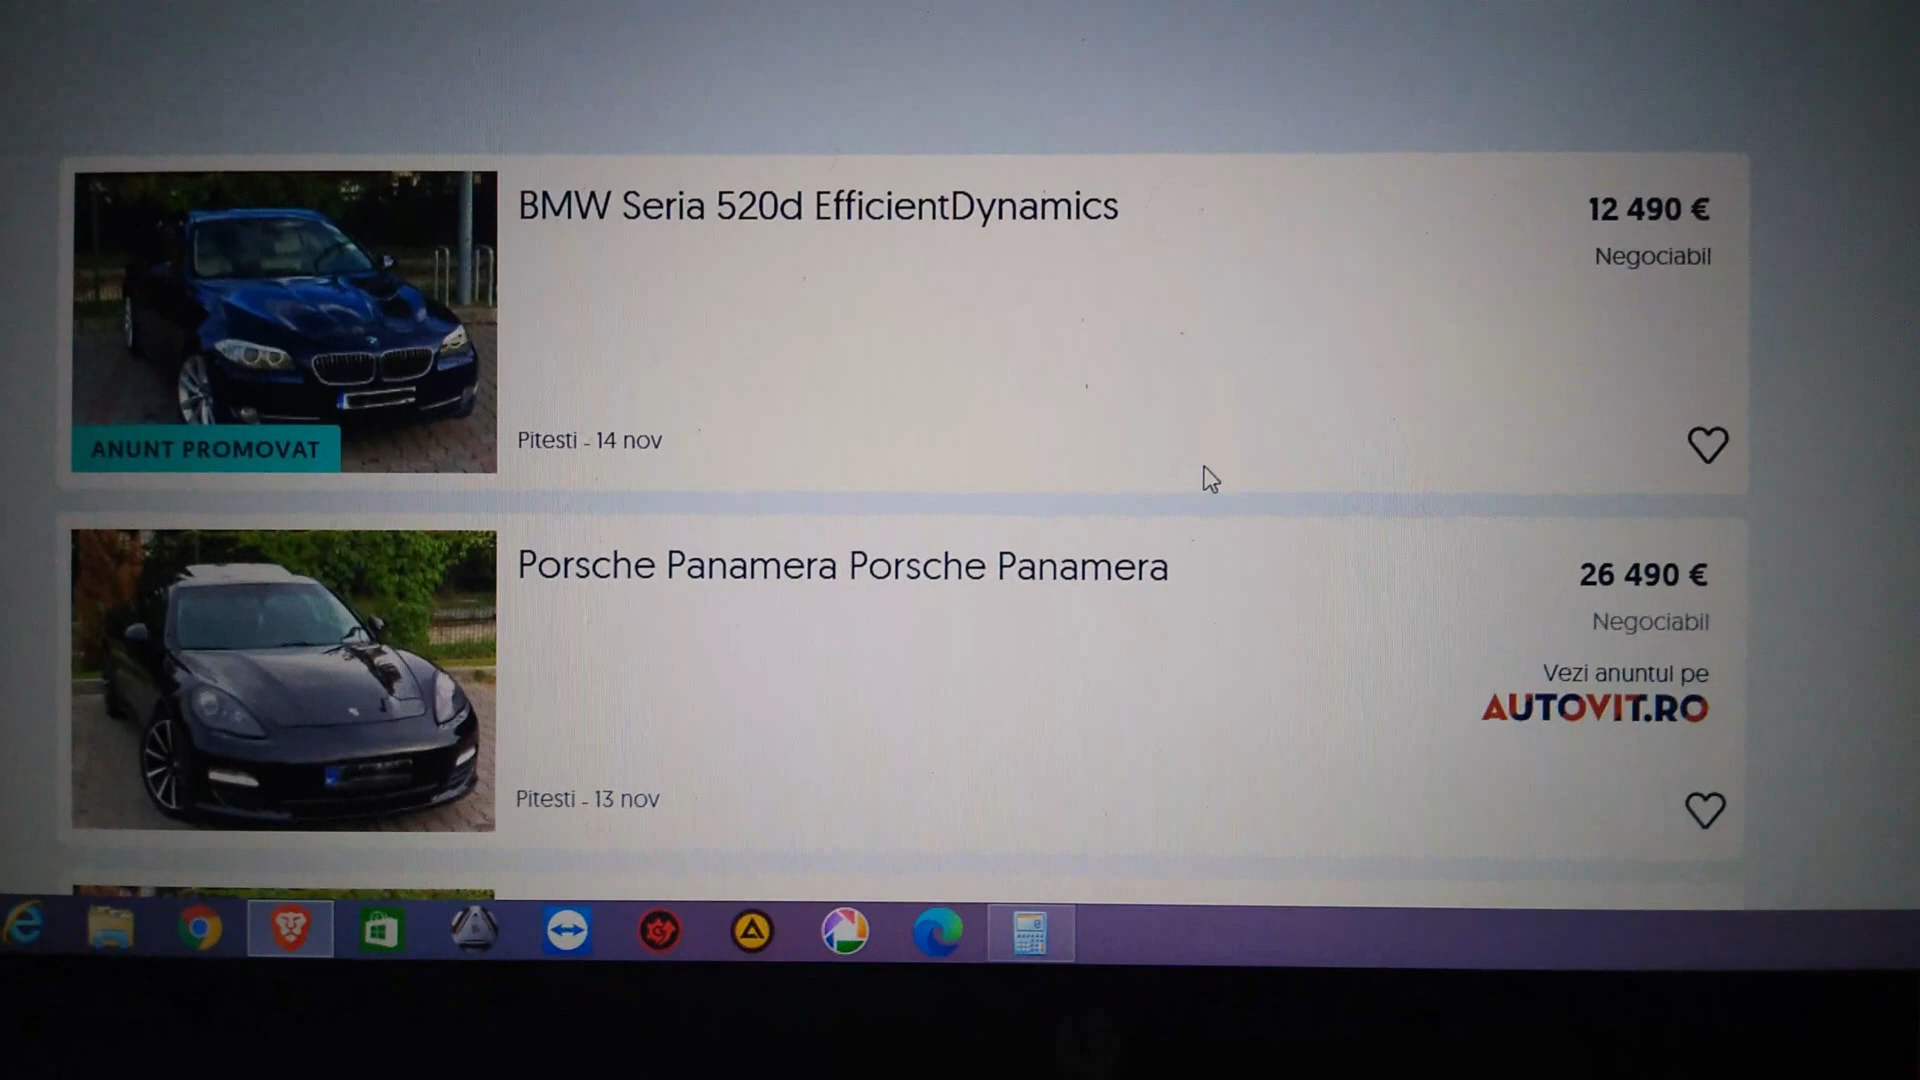 BMW Seria 520d EfficientDynamics
12 490 €
Negociabil
ANUNT PROMOVAT
Pitesti - 14 nov
Porsche Panamera Porsche Panamera
26 490 €
Negociabil
Vezi anuntul pe
AUTOVIT.RO
Pitesti - 13 nov